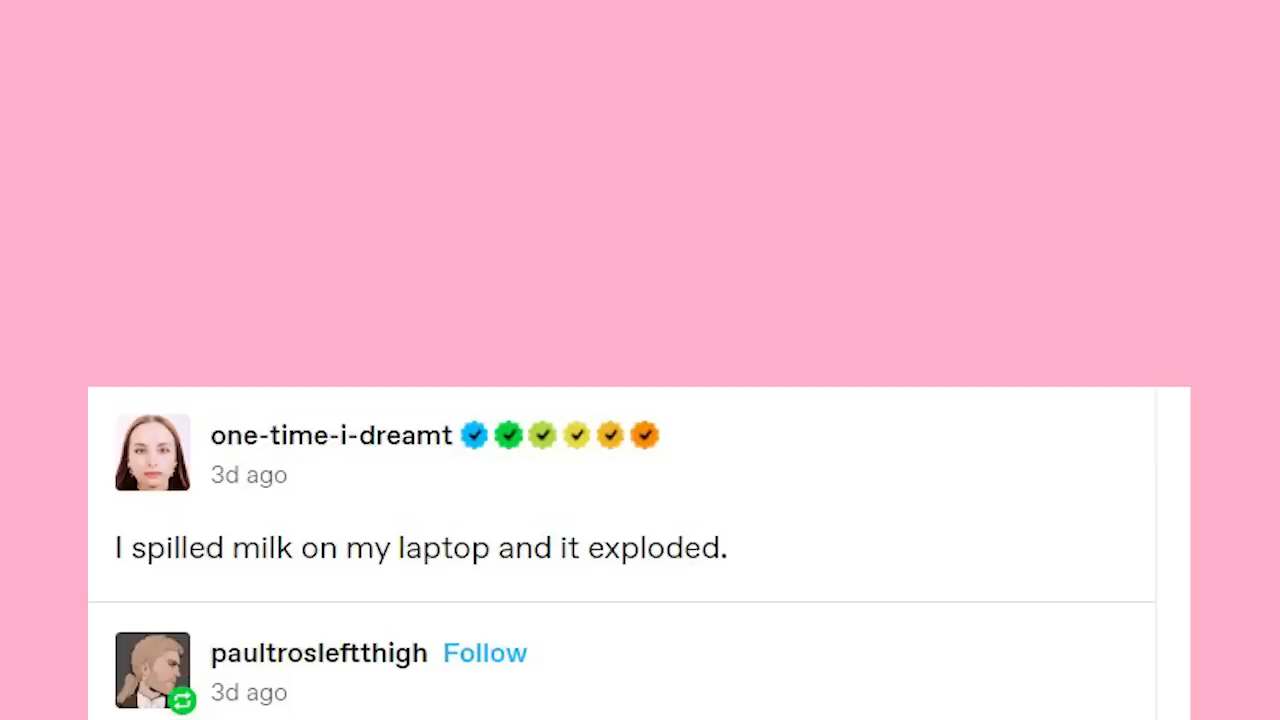 one-time-i-dreamt
3d ago
I spilled milk on my laptop and it exploded.
paultrosleftthigh Follow
3d ago